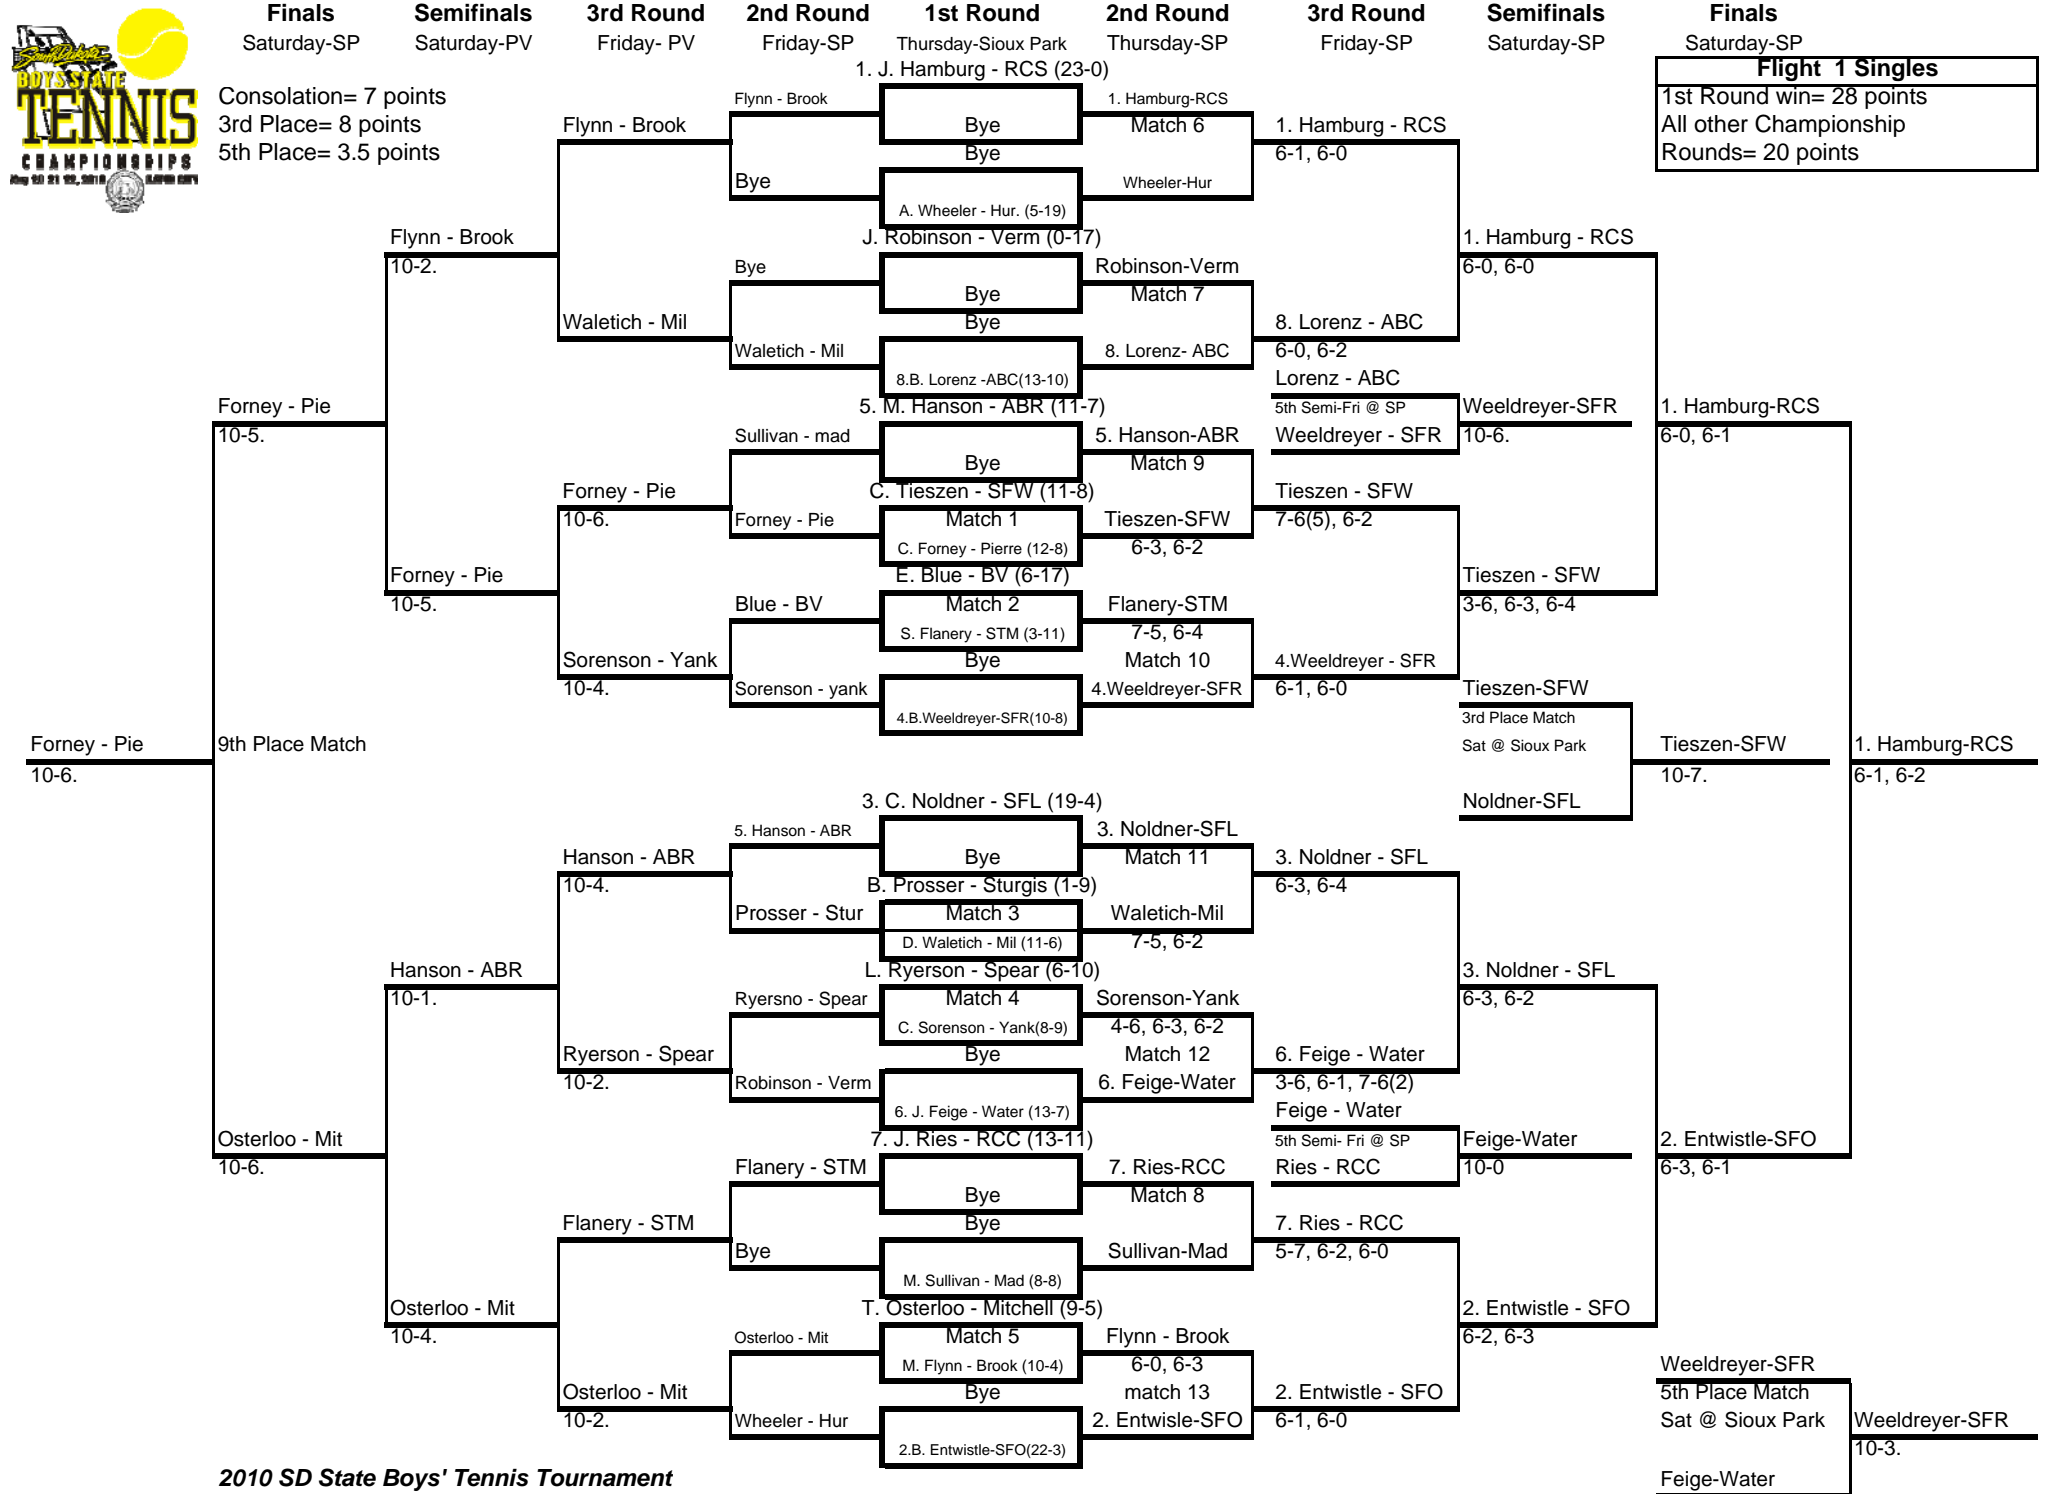 Finals Semifinals 3rd Round 2nd Round 1st Round 2nd Round 3rd Round Semifinals Finals
Saturday-SP Saturday-PV Friday- PV Friday-SP Thursday-Sioux Park Thursday-SP Friday-SP Saturday-SP Saturday-SP
South Dakota
BOYS STATE
TENNIS
CHAMPIONSHIPS
Consolation= 7 points
3rd Place= 8 points
5th Place= 3.5 points
Flight 1 Singles
1st Round win= 28 points
All other Championship
Rounds= 20 points
1. J. Hamburg - RCS (23-0)
Flynn - Brook 1. Hamburg-RCS
Flynn - Brook Bye Match 6 1. Hamburg - RCS
Bye 6-1, 6-0
Bye Wheeler-Hur
A. Wheeler - Hur. (5-19)
Flynn - Brook J. Robinson - Verm (0-17) 1. Hamburg - RCS
10-2. Bye Robinson-Verm 6-0, 6-0
Bye Match 7
Waletich - Mil Bye 8. Lorenz - ABC
Waletich - Mil 8. Lorenz- ABC 6-0, 6-2
8.B. Lorenz -ABC(13-10) Lorenz - ABC
Forney - Pie 5. M. Hanson - ABR (11-7) 5th Semi-Fri @ SP Weeldreyer-SFR 1. Hamburg-RCS
10-5. Sullivan - mad 5. Hanson-ABR Weeldreyer - SFR 10-6. 6-0, 6-1
Bye Match 9
Forney - Pie C. Tieszen - SFW (11-8) Tieszen - SFW
10-6. Forney - Pie Match 1 Tieszen-SFW 7-6(5), 6-2
C. Forney - Pierre (12-8) 6-3, 6-2
Forney - Pie E. Blue - BV (6-17) Tieszen - SFW
10-5. Blue - BV Match 2 Flanery-STM 3-6, 6-3, 6-4
S. Flanery - STM (3-11) 7-5, 6-4
Sorenson - Yank Bye Match 10 4.Weeldreyer - SFR
10-4. Sorenson - yank 4.Weeldreyer-SFR 6-1, 6-0 Tieszen-SFW
4.B.Weeldreyer-SFR(10-8) 3rd Place Match
Forney - Pie 9th Place Match Sat @ Sioux Park Tieszen-SFW 1. Hamburg-RCS
10-6. 10-7. 6-1, 6-2
3. C. Noldner - SFL (19-4) Noldner-SFL
5. Hanson - ABR 3. Noldner-SFL
Hanson - ABR Bye Match 11 3. Noldner - SFL
10-4. B. Prosser - Sturgis (1-9) 6-3, 6-4
Prosser - Stur Match 3 Waletich-Mil
D. Waletich - Mil (11-6) 7-5, 6-2
Hanson - ABR L. Ryerson - Spear (6-10) 3. Noldner - SFL
10-1. Ryersno - Spear Match 4 Sorenson-Yank 6-3, 6-2
C. Sorenson - Yank(8-9) 4-6, 6-3, 6-2
Ryerson - Spear Bye Match 12 6. Feige - Water
10-2. Robinson - Verm 6. Feige-Water 3-6, 6-1, 7-6(2)
6. J. Feige - Water (13-7) Feige - Water
Osterloo - Mit 7. J. Ries - RCC (13-11) 5th Semi- Fri @ SP Feige-Water 2. Entwistle-SFO
10-6. Flanery - STM 7. Ries-RCC Ries - RCC 10-0 6-3, 6-1
Bye Match 8
Flanery - STM Bye 7. Ries - RCC
Bye Sullivan-Mad 5-7, 6-2, 6-0
M. Sullivan - Mad (8-8)
Osterloo - Mit T. Osterloo - Mitchell (9-5) 2. Entwistle - SFO
10-4. Osterloo - Mit Match 5 Flynn - Brook 6-2, 6-3
M. Flynn - Brook (10-4) 6-0, 6-3 Weeldreyer-SFR
Osterloo - Mit Bye match 13 2. Entwistle - SFO 5th Place Match
10-2. Wheeler - Hur 2. Entwisle-SFO 6-1, 6-0 Sat @ Sioux Park Weeldreyer-SFR
2.B. Entwistle-SFO(22-3) 10-3.
2010 SD State Boys' Tennis Tournament Feige-Water